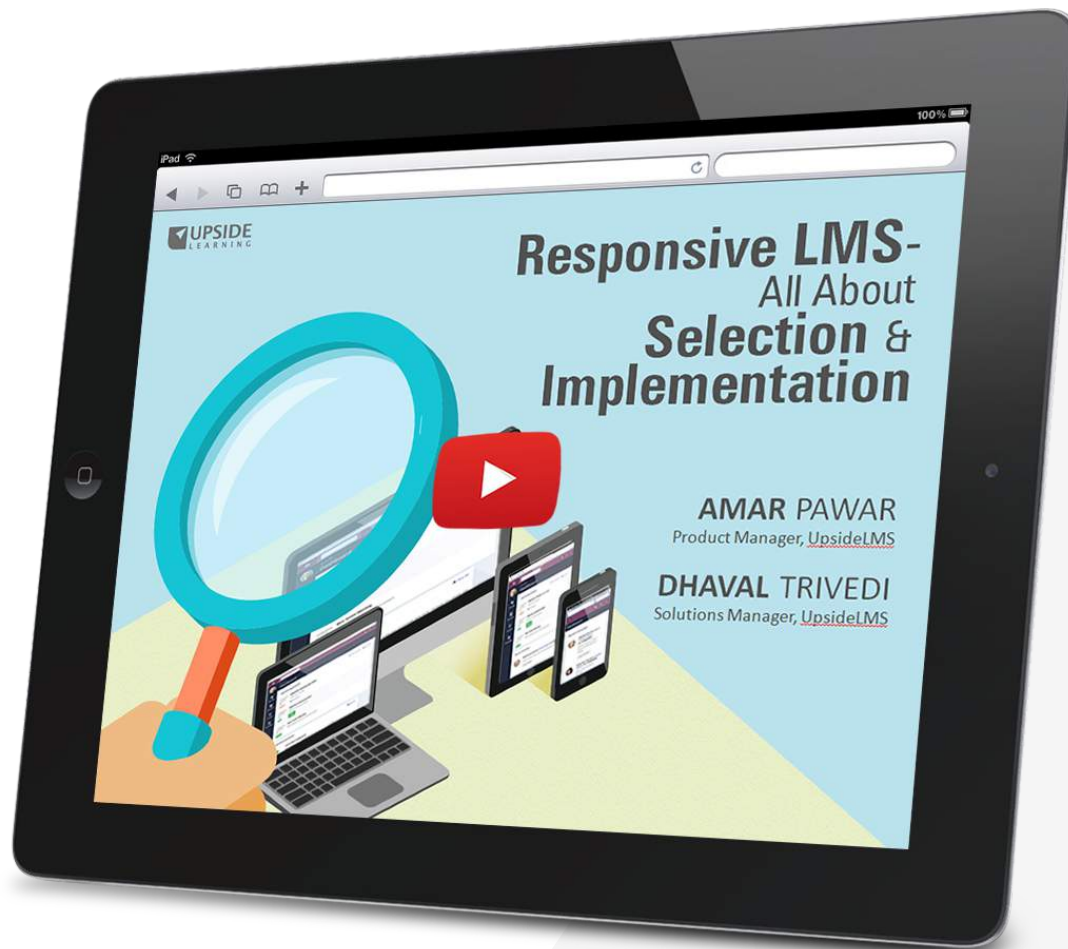 iPad
100%
UPSIDE
LEARNING
Responsive LMS-
All About
Selection &
Implementation
AMAR PAWAR
Product Manager, UpsideLMS
DHAVAL TRIVEDI
Solutions Manager, UpsideLMS